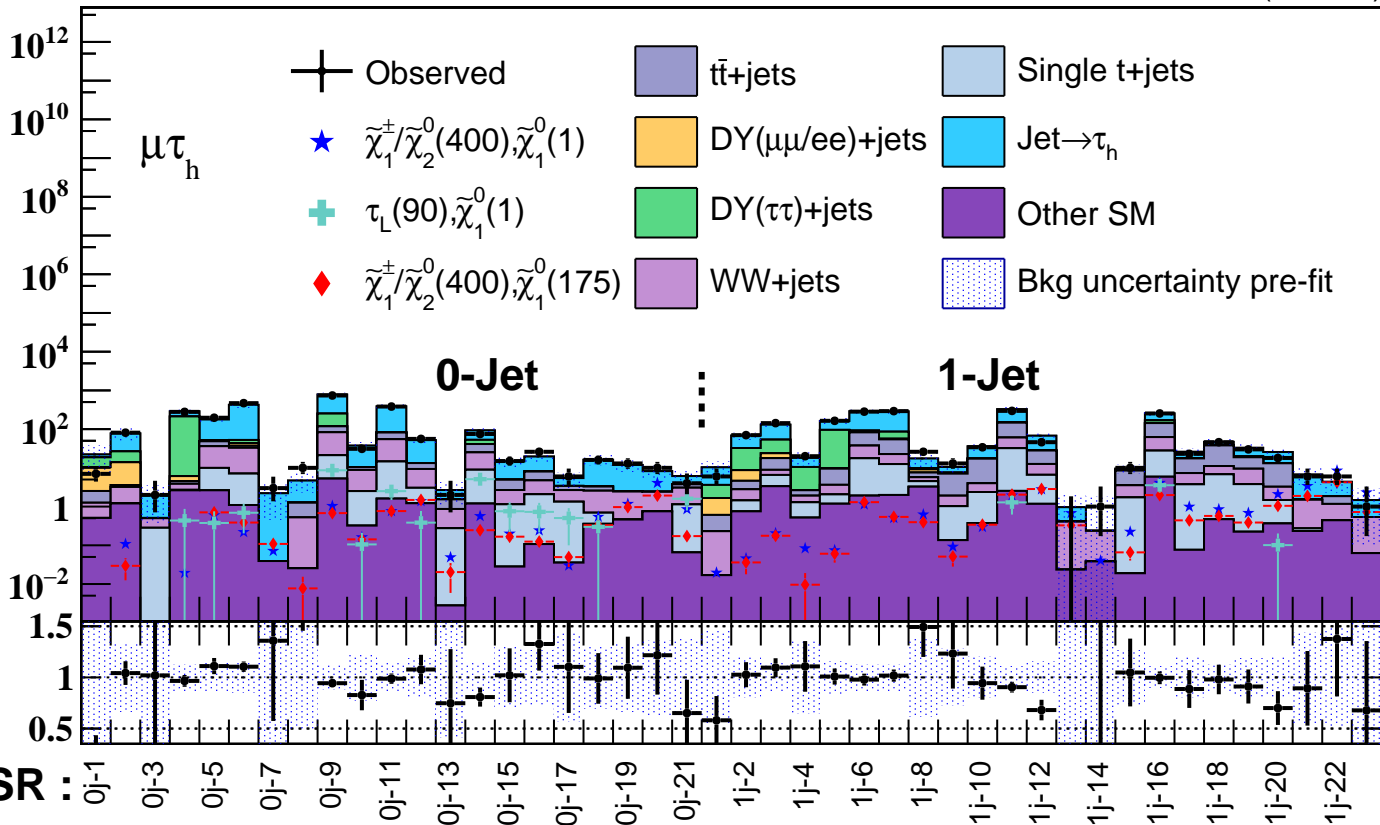 10¹²
10¹⁰
10⁸
10⁶
10⁴
10²
1
10⁻²
μτₕ
Observed
χ̃₁^±/χ̃₂⁰(400),χ̃₁⁰(1)
τ_L(90),χ̃₁⁰(1)
χ̃₁^±/χ̃₂⁰(400),χ̃₁⁰(175)
tt̄+jets
DY(μμ/ee)+jets
DY(ττ)+jets
WW+jets
Single t+jets
Jet→τₕ
Other SM
Bkg uncertainty pre-fit
0-Jet
1-Jet
1.5
1
0.5
SR :
0j-1
0j-3
0j-5
0j-7
0j-9
0j-11
0j-13
0j-15
0j-17
0j-19
0j-21
1j-2
1j-4
1j-6
1j-8
1j-10
1j-12
1j-14
1j-16
1j-18
1j-20
1j-22